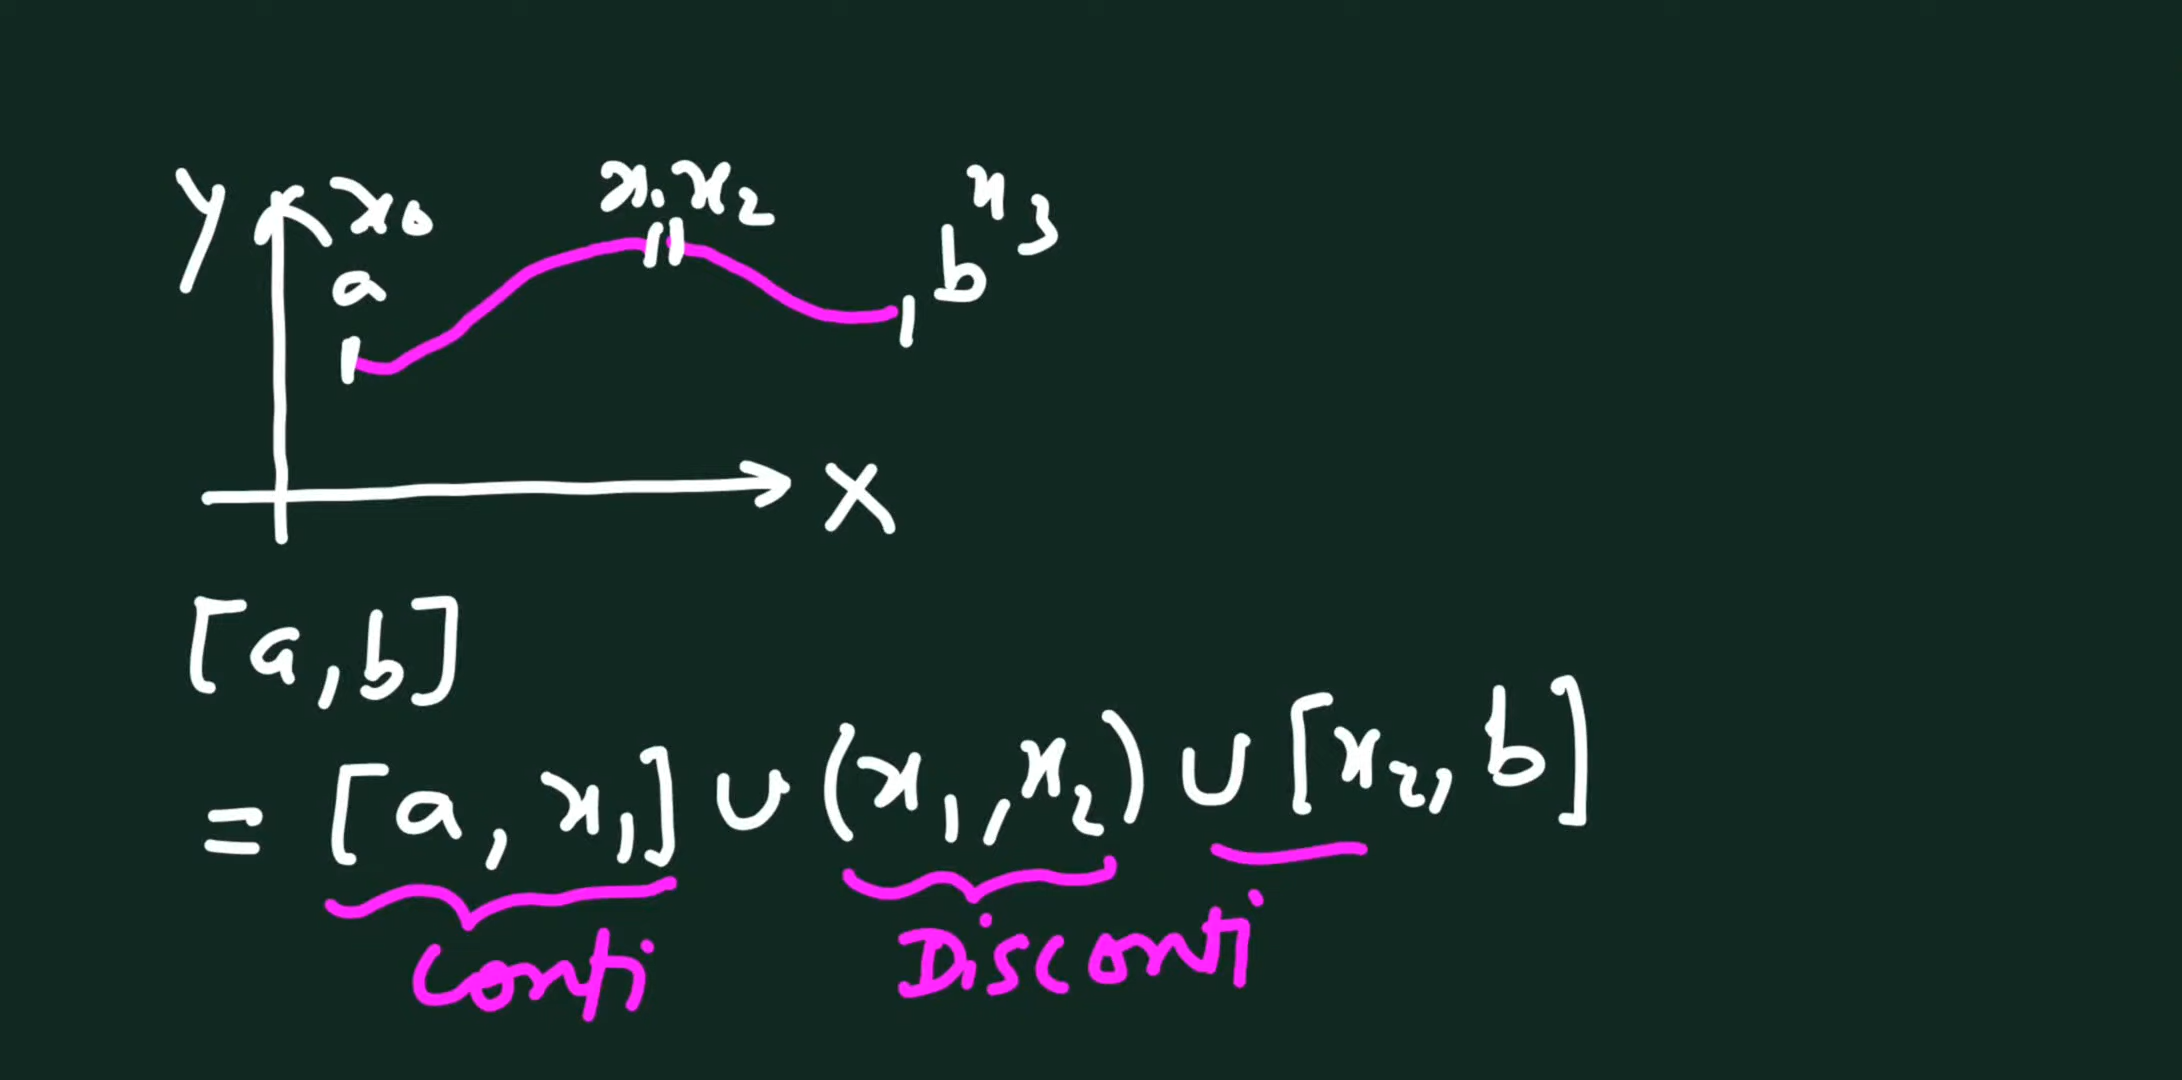 Y x₀ x₁ x₂ x₃
a b
X
[a,b]
= [a, x₁] ∪ (x₁, x₂) ∪ [x₂, b]
Conti Disconti